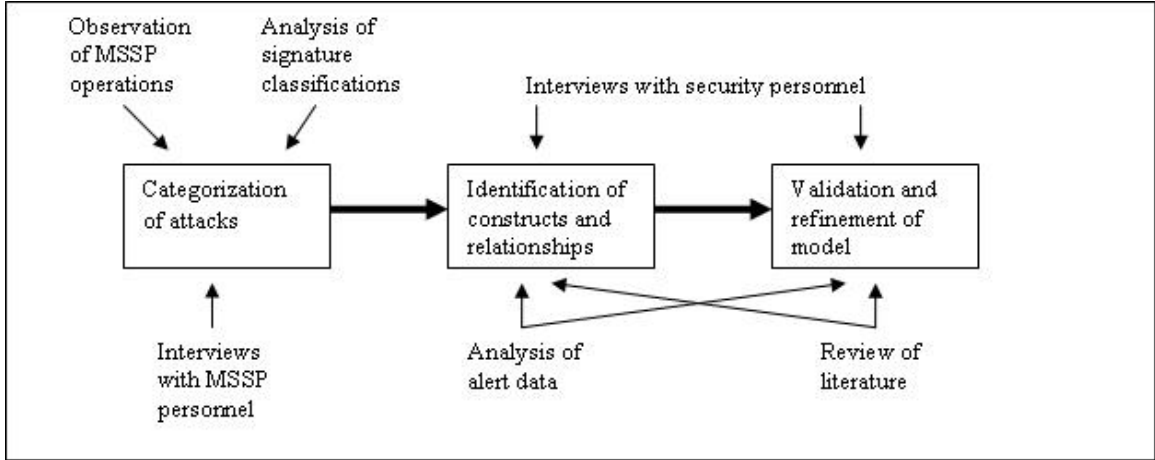 Observation
of MSSP
operations
Analysis of
signature
classifications
Interviews with security personnel
Categorization
of attacks
Identification of
constructs and
relationships
Validation and
refinement of
model
Interviews
with MSSP
personnel
Analysis of
alert data
Review of
literature